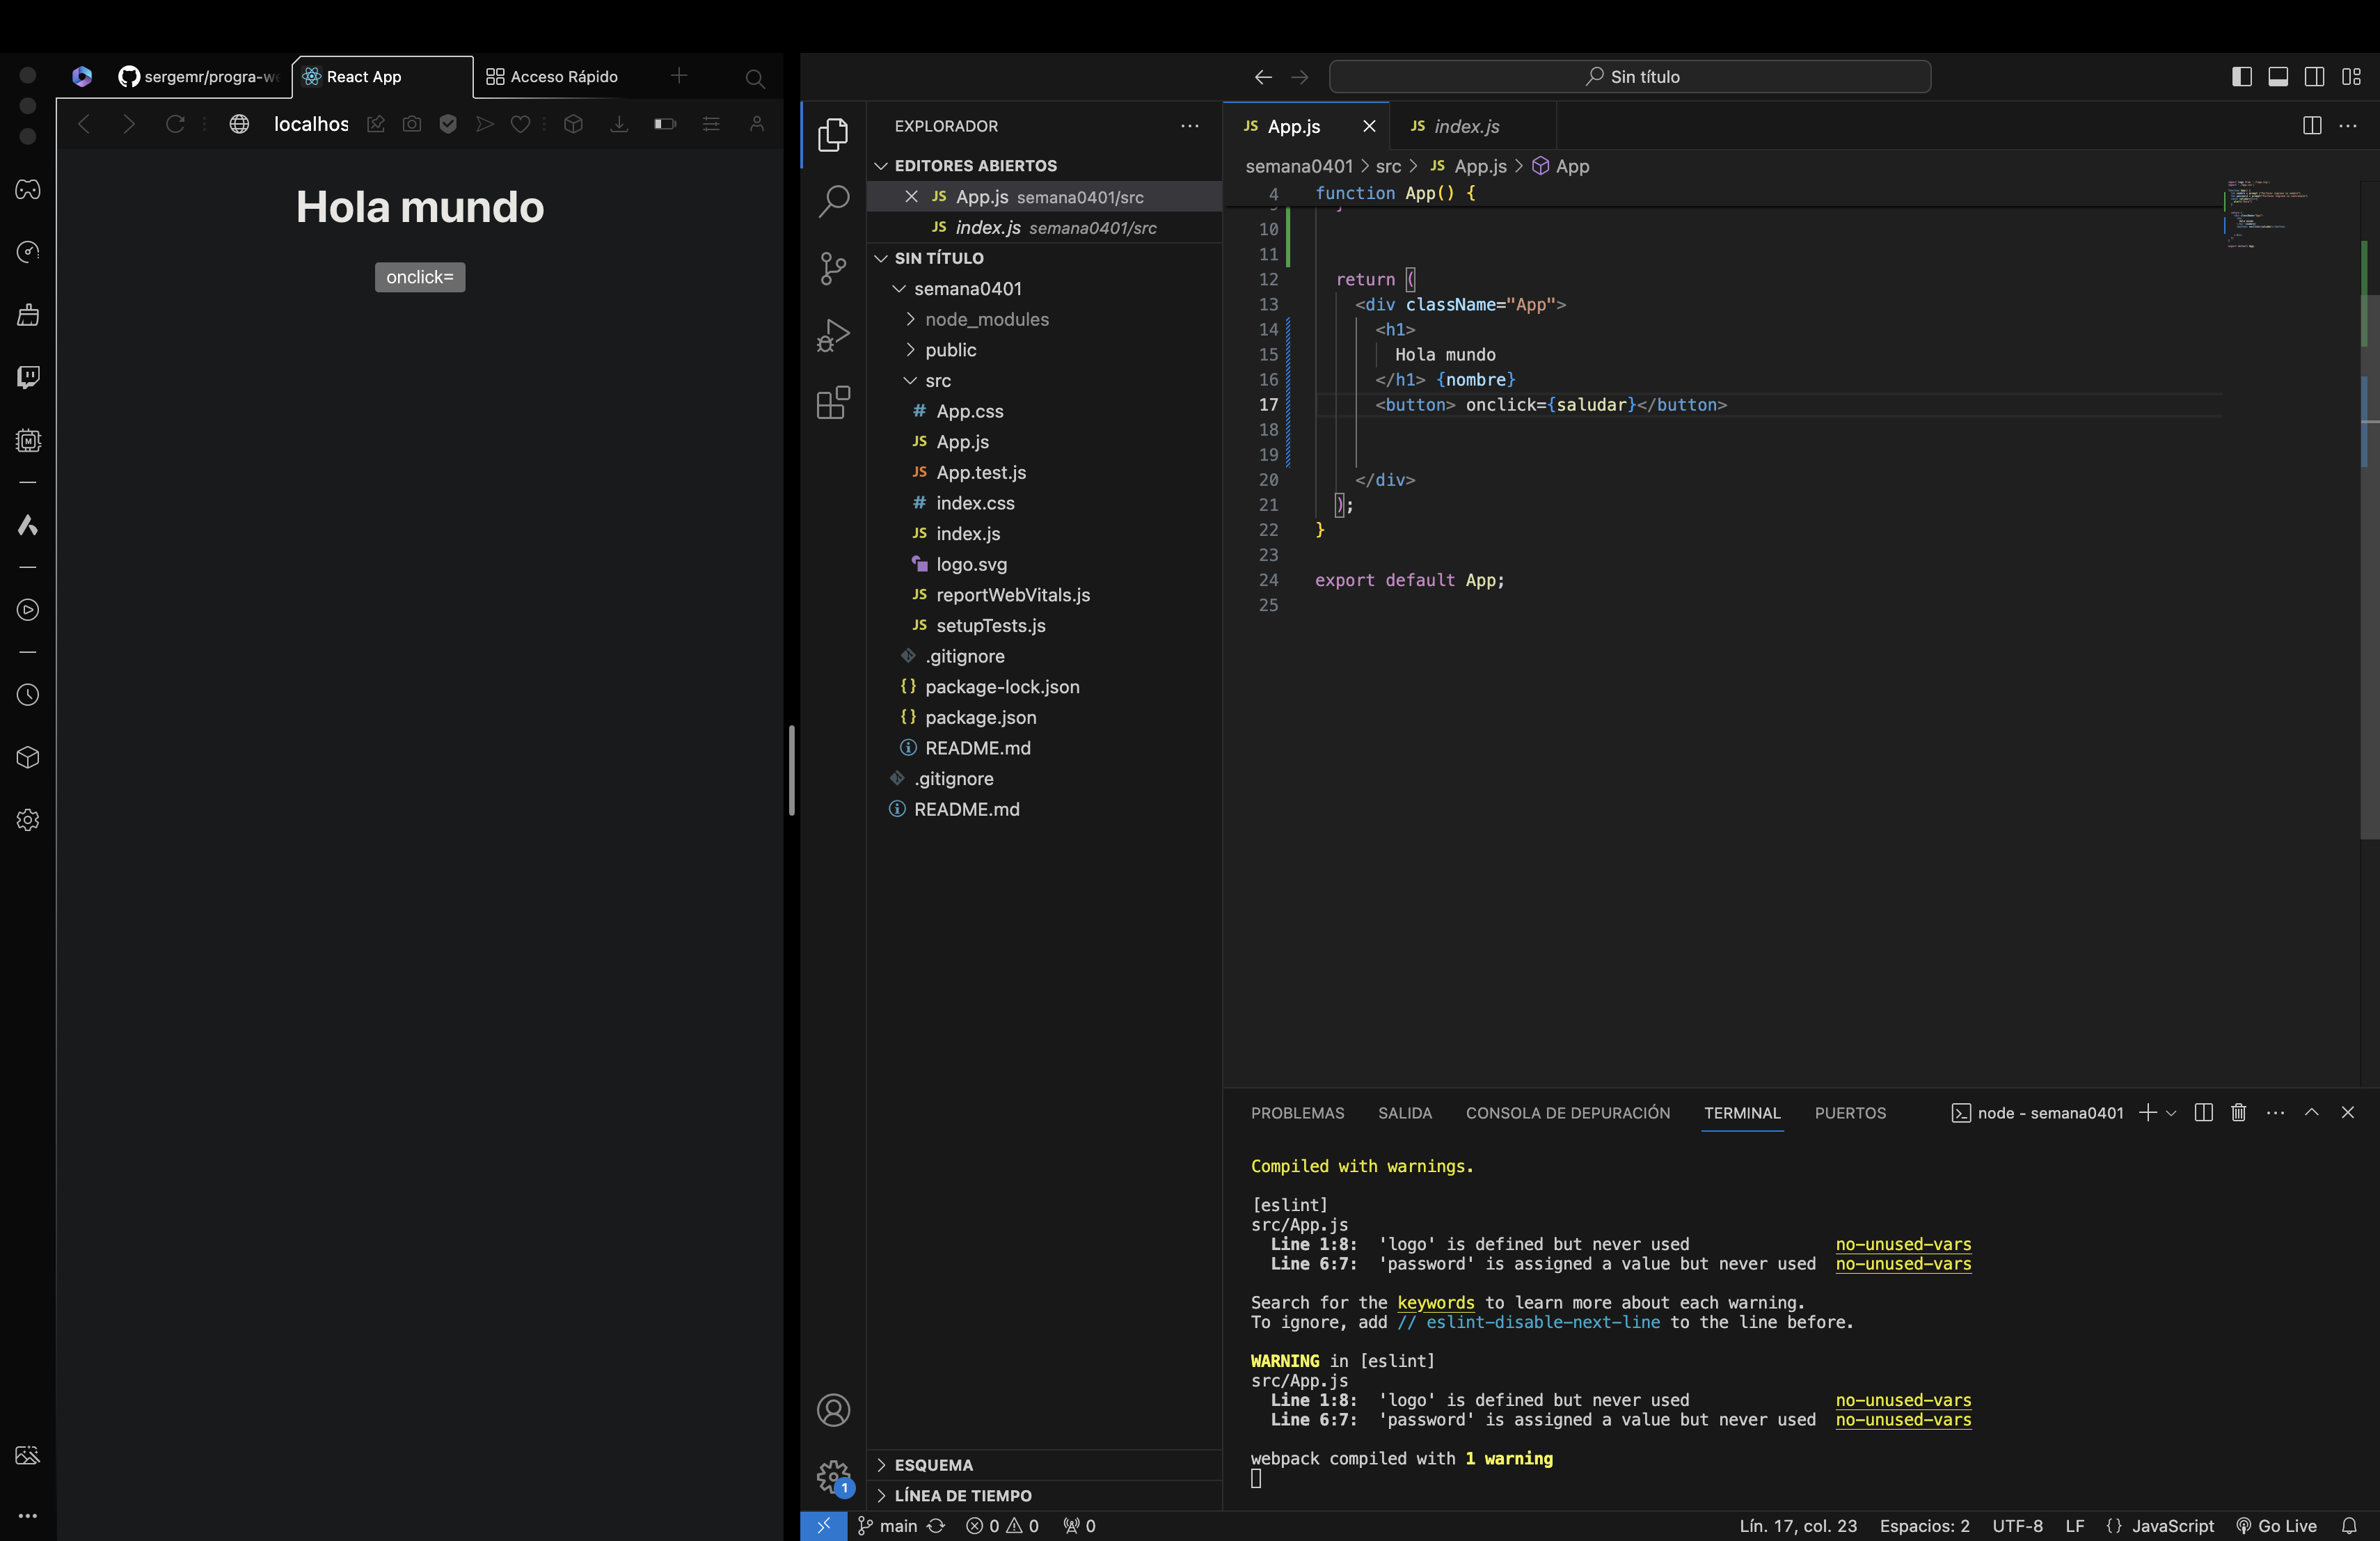 sergemr/progra-we
React App
Acceso Rápido
localhos
Hola mundo
onclick=
Sin título
EXPLORADOR
EDITORES ABIERTOS
JS App.js semana0401/src
JS index.js semana0401/src
SIN TÍTULO
semana0401
node_modules
public
src
# App.css
JS App.js
JS App.test.js
# index.css
JS index.js
logo.svg
JS reportWebVitals.js
JS setupTests.js
.gitignore
{} package-lock.json
{} package.json
README.md
.gitignore
README.md
ESQUEMA
LÍNEA DE TIEMPO
1
JS App.js
JS index.js
semana0401 > src > JS App.js > App
4 function App() {
10
11
12 return (
13 <div className="App">
14 <h1>
15 Hola mundo
16 </h1> {nombre}
17 <button> onclick={saludar}</button>
18
19
20 </div>
21 );
22 }
23
24 export default App;
25
PROBLEMAS SALIDA CONSOLA DE DEPURACIÓN TERMINAL PUERTOS node - semana0401
Compiled with warnings.
[eslint]
src/App.js
Line 1:8: 'logo' is defined but never used no-unused-vars
Line 6:7: 'password' is assigned a value but never used no-unused-vars
Search for the keywords to learn more about each warning.
To ignore, add // eslint-disable-next-line to the line before.
WARNING in [eslint]
src/App.js
Line 1:8: 'logo' is defined but never used no-unused-vars
Line 6:7: 'password' is assigned a value but never used no-unused-vars
webpack compiled with 1 warning
main 0 0 0 Lín. 17, col. 23 Espacios: 2 UTF-8 LF {} JavaScript Go Live